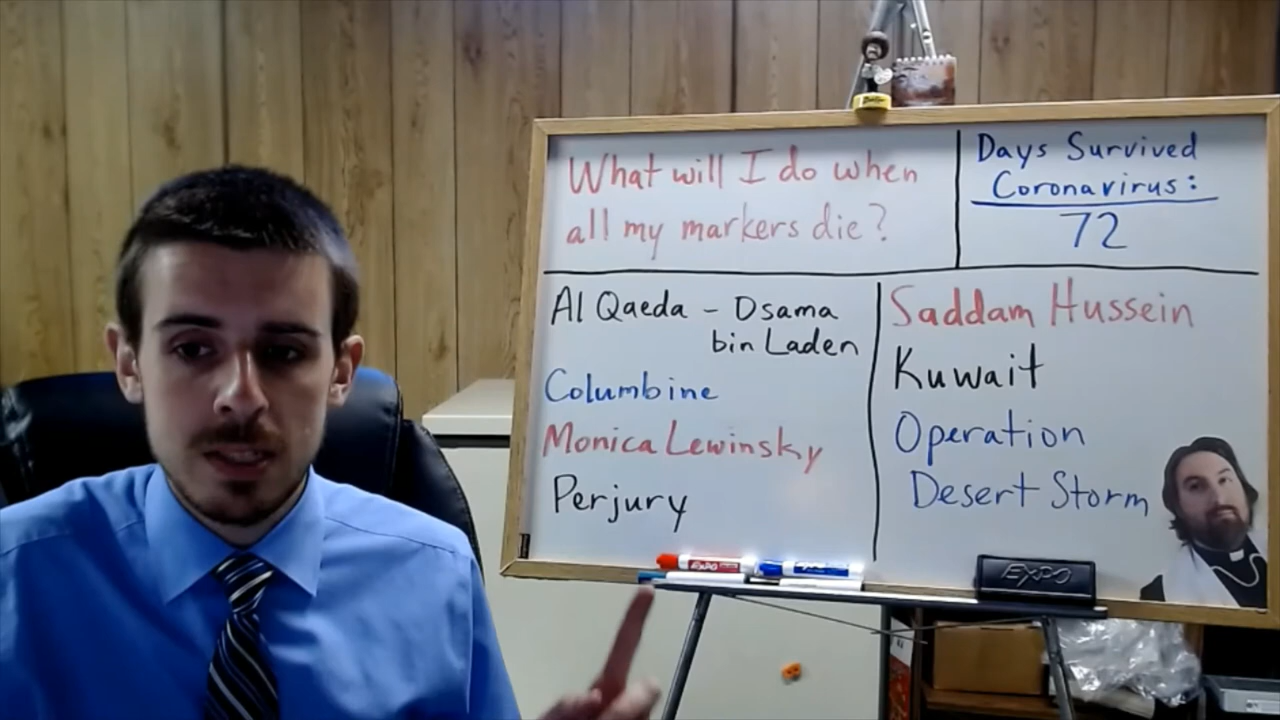 What will I do when
all my markers die?
Days Survived
Coronavirus:
72
Al Qaeda - Osama
bin Laden
Columbine
Monica Lewinsky
Perjury
Saddam Hussein
Kuwait
Operation
Desert Storm
EXPO
EXPO